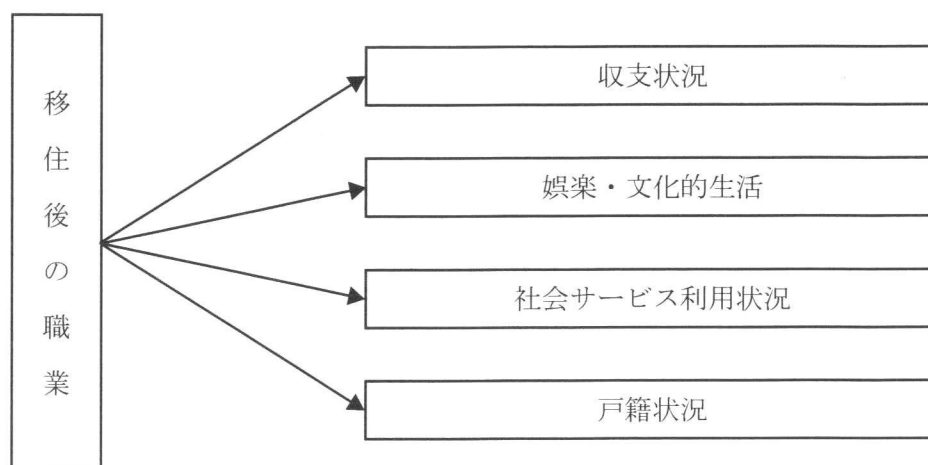 移住後の職業
収支状況
娯楽・文化的生活
社会サービス利用状況
戸籍状況